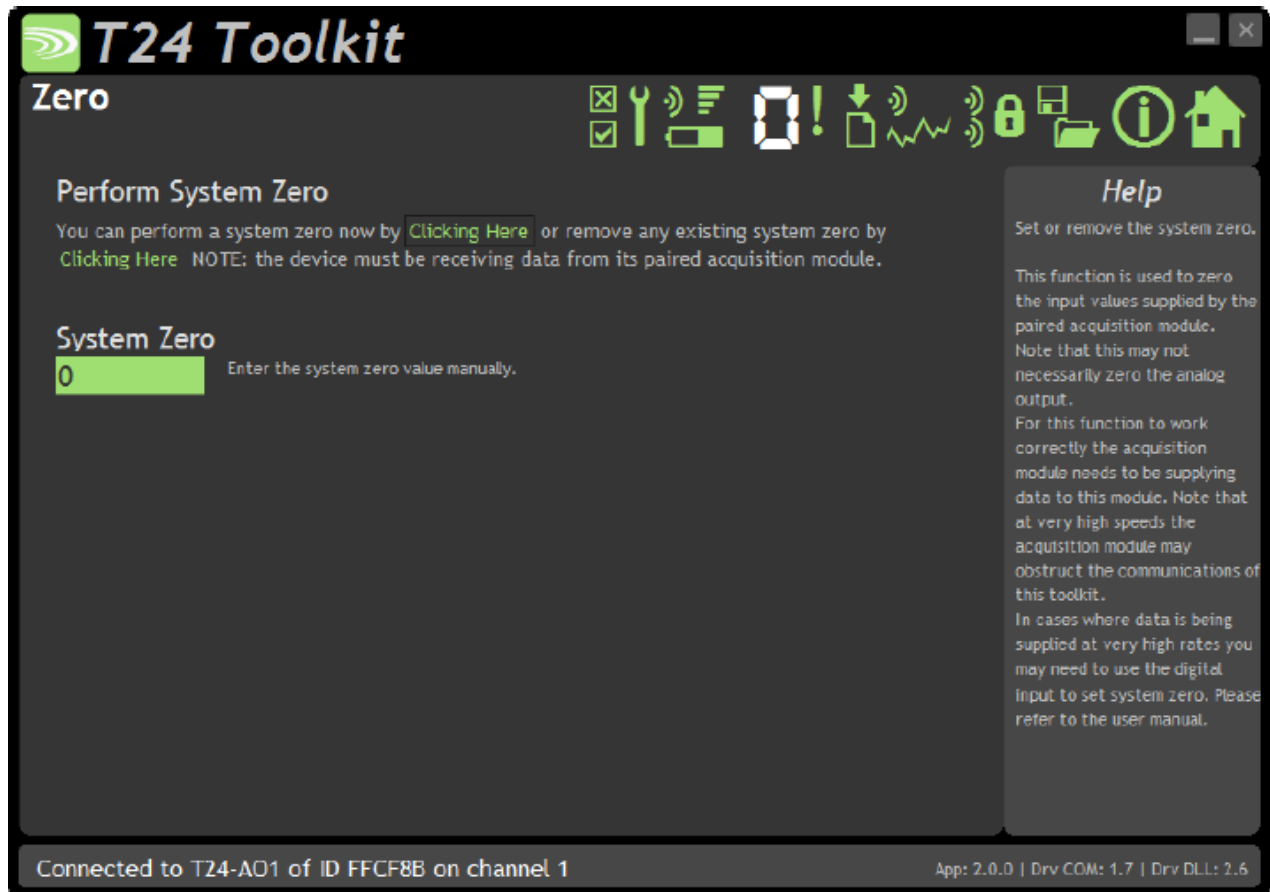 T24 Toolkit
Zero
0!
Perform System Zero
You can perform a system zero now by Clicking Here or remove any existing system zero by
Clicking Here NOTE: the device must be receiving data from its paired acquisition module.
System Zero
0
Enter the system zero value manually.
Help
Set or remove the system zero.
This function is used to zero
the input values supplied by the
paired acquisition module.
Note that this may not
necessarily zero the analog
output.
For this function to work
correctly the acquisition
module needs to be supplying
data to this module. Note that
at very high speeds the
acquisition module may
obstruct the communications of
this toolkit.
In cases where data is being
supplied at very high rates you
may need to use the digital
input to set system zero. Please
refer to the user manual.
Connected to T24-AO1 of ID FFCF8B on channel 1
App: 2.0.0 | Drv COM: 1.7 | Drv DLL: 2.6